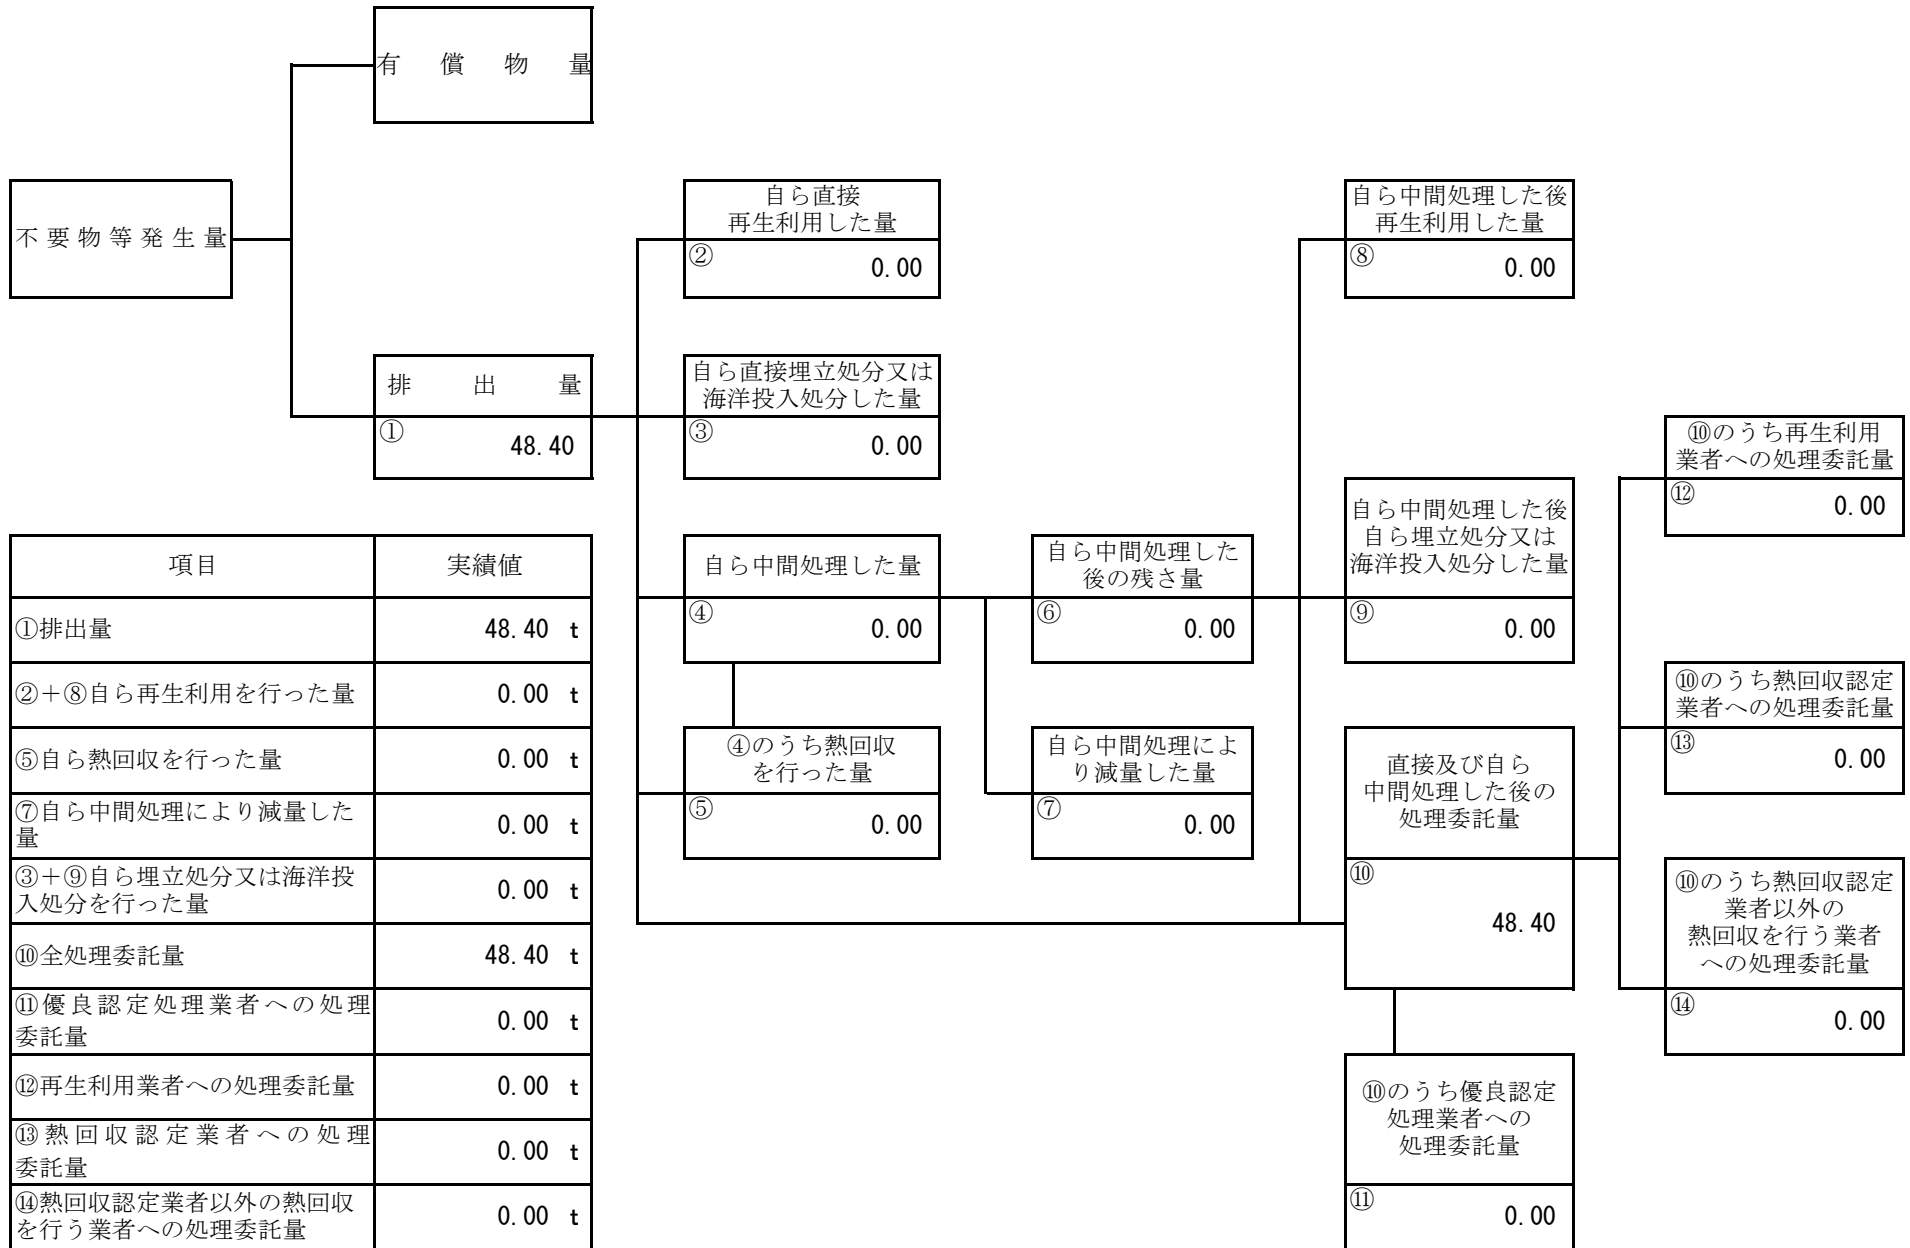 有償物量
不要物等発生量
排出量
①
48.40
自ら直接
再生利用した量
②
0.00
自ら直接埋立処分又は
海洋投入処分した量
③
0.00
自ら中間処理した量
④
0.00
④のうち熱回収
を行った量
⑤
0.00
自ら中間処理した
後の残さ量
⑥
0.00
自ら中間処理によ
り減量した量
⑦
0.00
自ら中間処理した後
再生利用した量
⑧
0.00
自ら中間処理した後
自ら埋立処分又は
海洋投入処分した量
⑨
0.00
直接及び自ら
中間処理した後の
処理委託量
⑩
48.40
⑩のうち優良認定
処理業者への
処理委託量
⑪
0.00
⑩のうち再生利用
業者への処理委託量
⑫
0.00
⑩のうち熱回収認定
業者への処理委託量
⑬
0.00
⑩のうち熱回収認定
業者以外の
熱回収を行う業者
への処理委託量
⑭
0.00
項目 実績値
①排出量 48.40 t
②＋⑧自ら再生利用を行った量 0.00 t
⑤自ら熱回収を行った量 0.00 t
⑦自ら中間処理により減量した
量 0.00 t
③＋⑨自ら埋立処分又は海洋投
入処分を行った量 0.00 t
⑩全処理委託量 48.40 t
⑪優良認定処理業者への処理
委託量 0.00 t
⑫再生利用業者への処理委託量 0.00 t
⑬熱回収認定業者への処理
委託量 0.00 t
⑭熱回収認定業者以外の熱回収
を行う業者への処理委託量 0.00 t